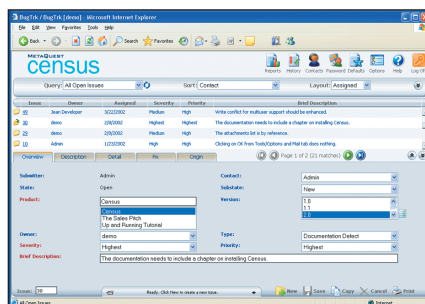 BugTrk / BugTrk [demo] - Microsoft Internet Explorer
File Edit View Favorites Tools Help
Back Search Favorites
METAQUEST
census
Reports History Contacts Password Defaults Options Help Log Off
Query: All Open Issues Sort: Contact Layout: Assigned
Issue Owner Assigned Severity Priority Brief Description
49 Jean Developer 3/22/2002 Medium High Write conflict for multiuser support should be enhanced.
30 demo 2/8/2002 Highest Highest The documentation needs to include a chapter on installing Census.
29 demo 2/8/2002 Medium High The attachments list is by reference.
10 Admin 1/23/2002 High High Clicking on OK from Tools/Options and Mail tab does nothing.
Overview Description Detail Fix Origin Page 1 of 2 (21 matches)
Submitter: Admin Contact: Admin
State: Open Substate: New
Product: Census Version: 1.0
Census 1.1
The Sales Pitch 2.0
Up and Running Tutorial
Owner: demo Type: Documentation Defect
Severity: Highest Priority: Highest
Brief Description: The documentation needs to include a chapter on installing Census.
Issue: 30 Ready. Click New to create a new issue. New Save Copy Cancel Print
All Open Issues Internet